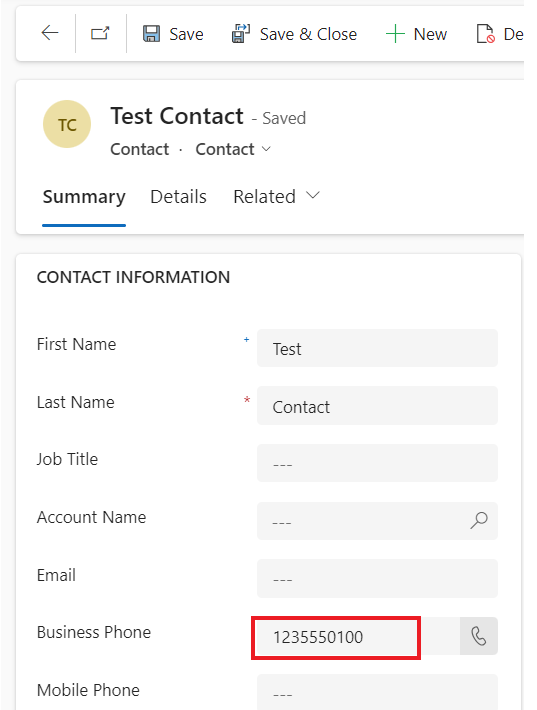 Save Save & Close New De
TC
Test Contact - Saved
Contact · Contact
Summary Details Related
CONTACT INFORMATION
First Name + Test
Last Name * Contact
Job Title ---
Account Name ---
Email ---
Business Phone 1235550100
Mobile Phone ---